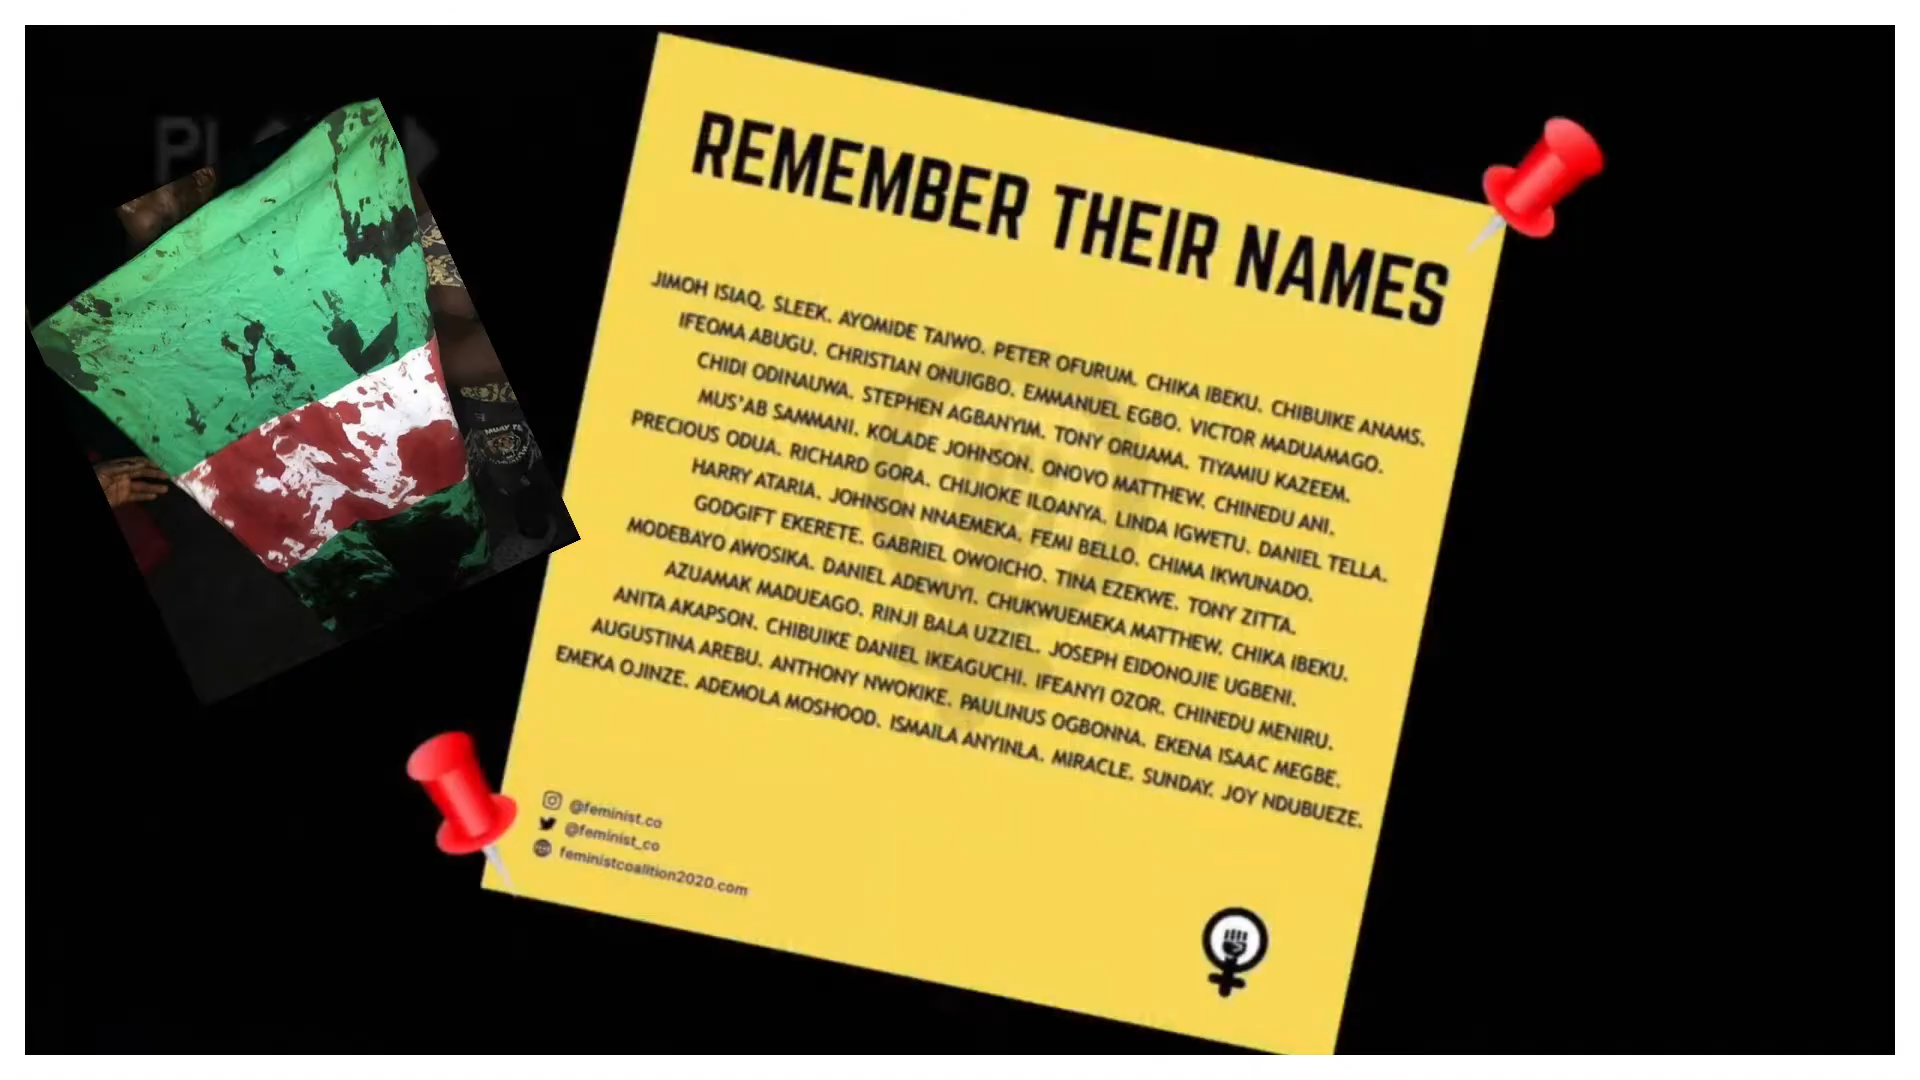 REMEMBER THEIR NAMES
JIMOH ISIAQ. SLEEK. AYOMIDE TAIWO. PETER OFURUM. CHIKA IBEKU. CHIBUIKE ANAMS.
IFEOMA ABUGU. CHRISTIAN ONUIGBO. EMMANUEL EGBO. VICTOR MADUAMAGO.
CHIDI ODINAUWA. STEPHEN AGBANYIM. TONY ORUAMA. TIYAMIU KAZEEM.
MUS'AB SAMMANI. KOLADE JOHNSON. ONOVO MATTHEW. CHINEDU ANI.
PRECIOUS ODUA. RICHARD GORA. CHIJIOKE ILOANYA. LINDA IGWETU. DANIEL TELLA.
HARRY ATARIA. JOHNSON NNAEMEKA. FEMI BELLO. CHIMA IKWUNADO.
GODGIFT EKERETE. GABRIEL OWOICHO. TINA EZEKWE. TONY ZITTA.
MODEBAYO AWOSIKA. DANIEL ADEWUYI. CHUKWUEMEKA MATTHEW. CHIKA IBEKU.
AZUAMAK MADUEAGO. RINJI BALA UZZIEL. JOSEPH EIDONOJIE UGBENI.
ANITA AKAPSON. CHIBUIKE DANIEL IKEAGUCHI. IFEANYI OZOR. CHINEDU MENIRU.
AUGUSTINA AREBU. ANTHONY NWOKIKE. PAULINUS OGBONNA. EKENA ISAAC MEGBE.
EMEKA OJINZE. ADEMOLA MOSHOOD. ISMAILA ANYINLA. MIRACLE. SUNDAY. JOY NDUBUEZE.
@feminist.co
@feminist_co
feministcoalition2020.com